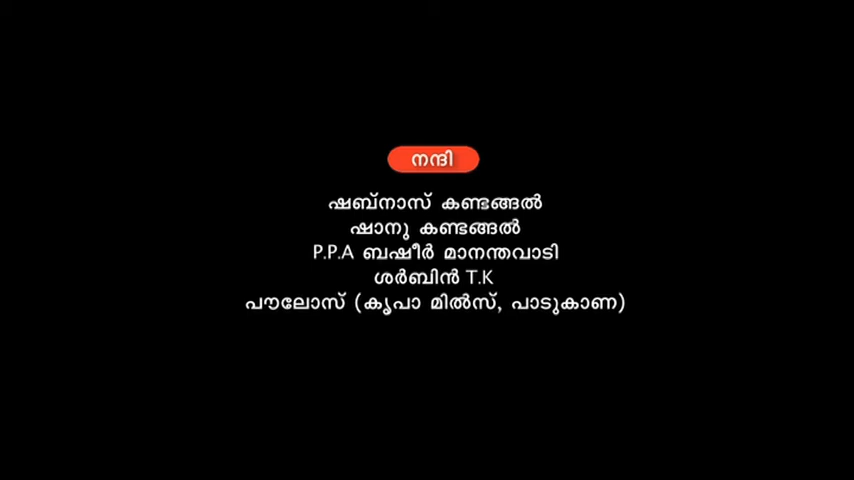 നന്ദി
ഷബ്നാസ് കണ്ടങ്ങൽ
ഷാനു കണ്ടങ്ങൽ
P.P.A ബഷീർ മാനന്തവാടി
ശർബിൻ T.K
പൗലോസ് (കൃപാ മിൽസ്, പാടുകാണ)